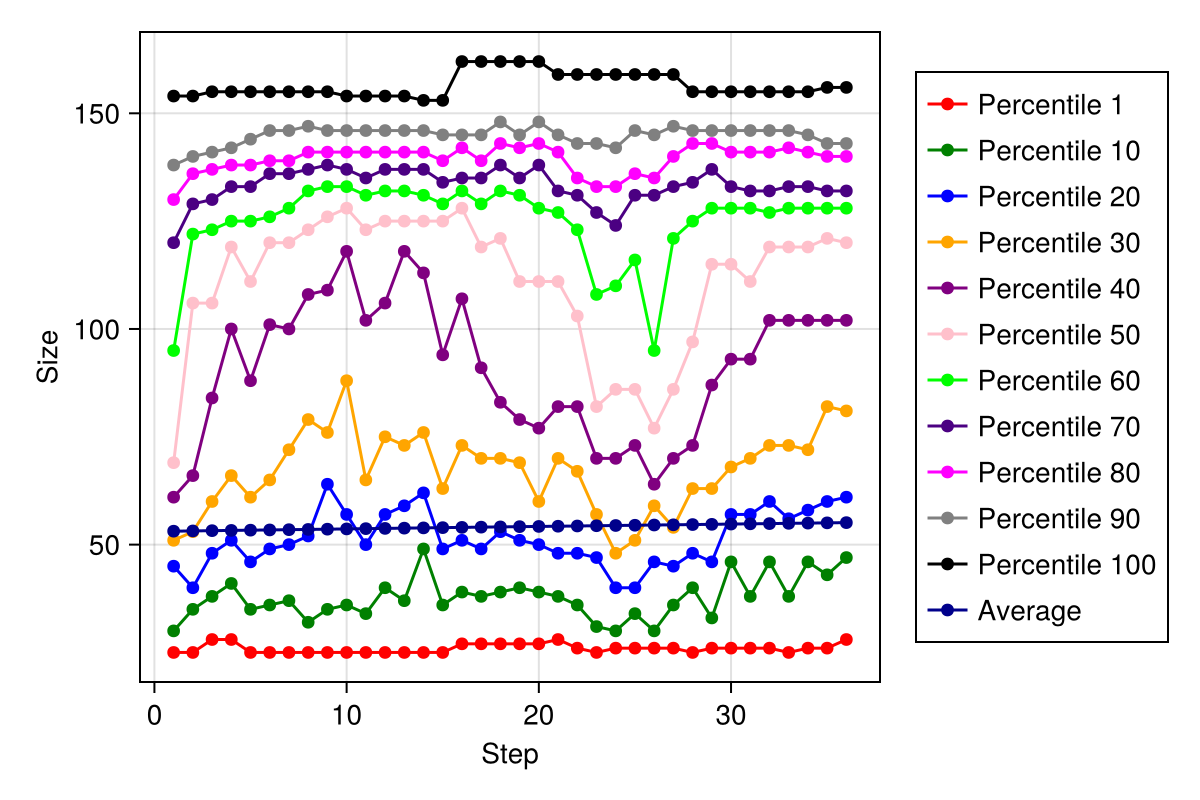 150
100
50
Size
0
10
20
30
Step
Percentile 1
Percentile 10
Percentile 20
Percentile 30
Percentile 40
Percentile 50
Percentile 60
Percentile 70
Percentile 80
Percentile 90
Percentile 100
Average